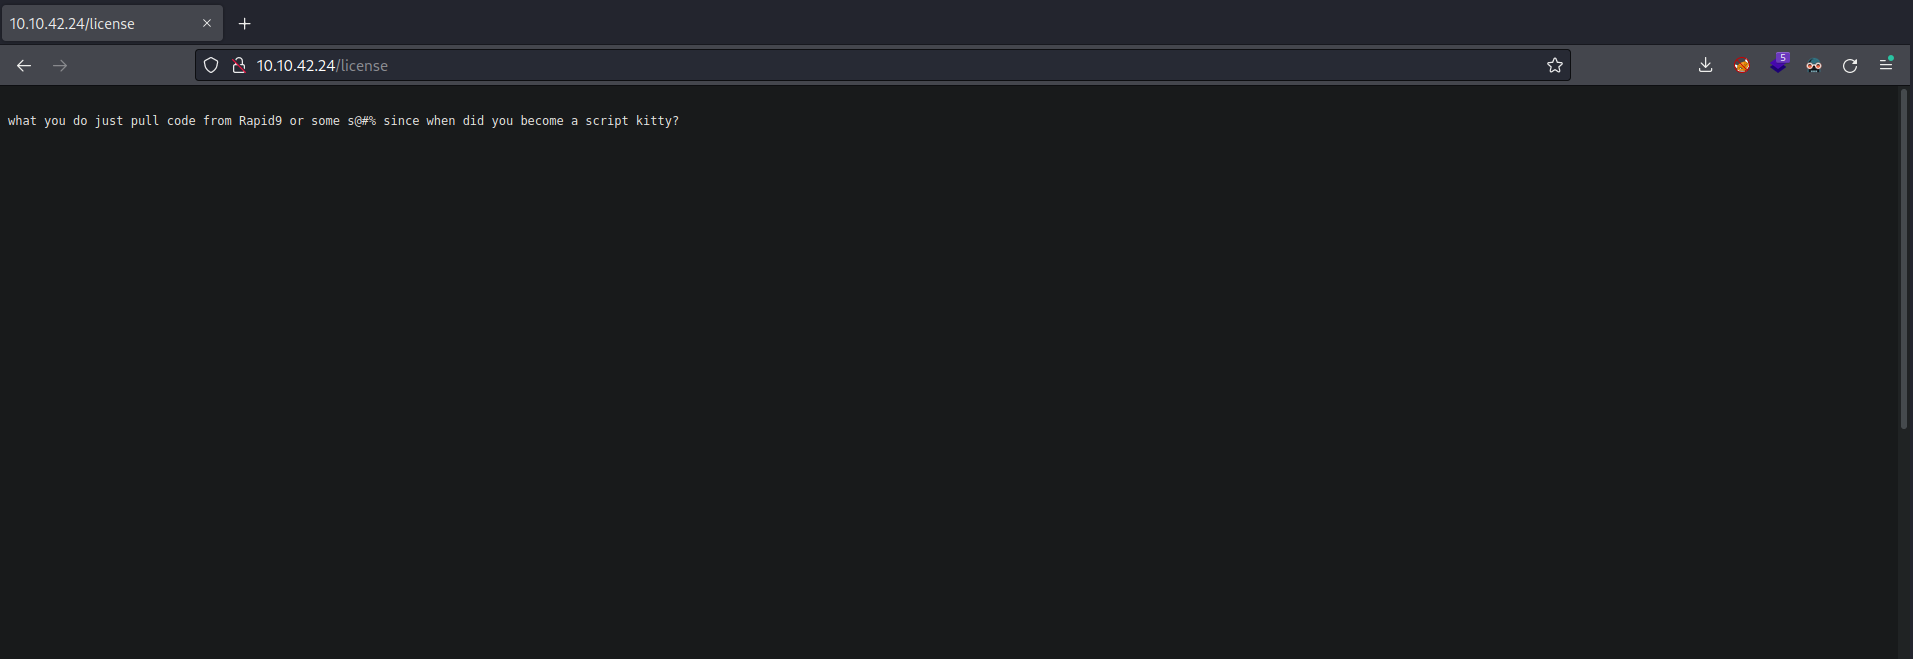 10.10.42.24/license
10.10.42.24/license
5
what you do just pull code from Rapid9 or some s@#% since when did you become a script kitty?